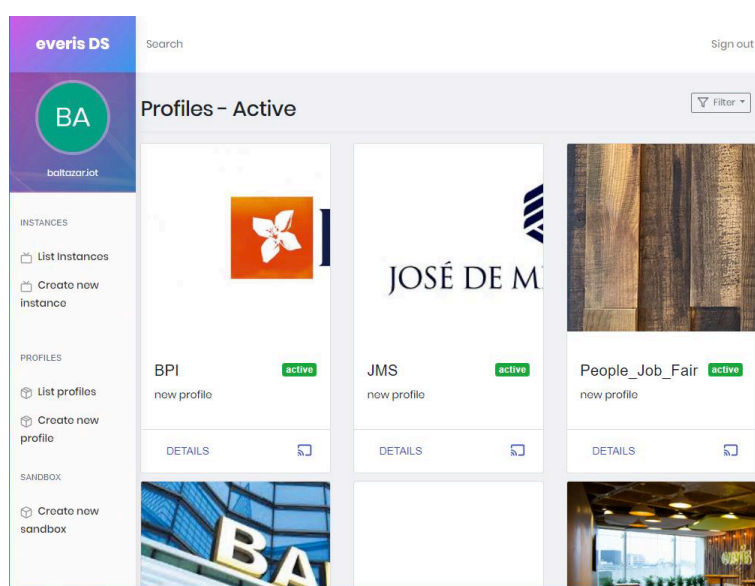 everis DS
Search
Sign out
BA
baltazar.iot
Profiles - Active
Filter
INSTANCES
List Instances
Create new
instance
PROFILES
List profiles
Create new
profile
SANDBOX
Create new
sandbox
JOSÉ DE M
BPI
active
new profile
DETAILS
JMS
active
new profile
DETAILS
People_Job_Fair
active
new profile
DETAILS
BA
everis